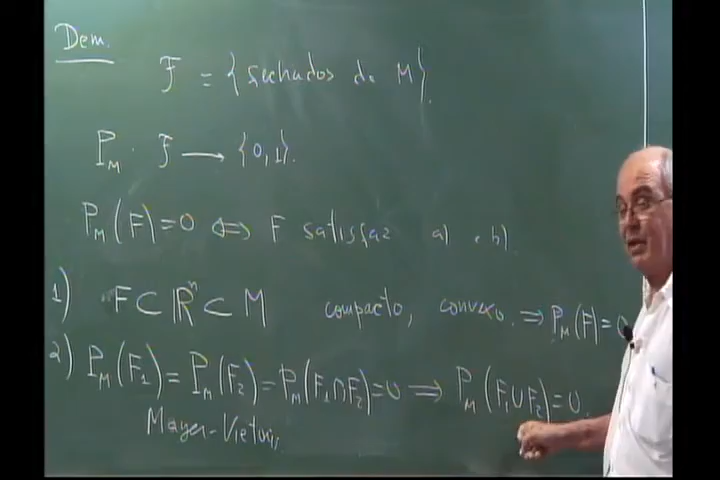 Dem.
ℱ = {fechados de M}.
P_M : ℱ → {0,1}.
P_M(F)=0 ⇔ F satisfaz a) e b).
1) F ⊂ ℝⁿ ⊂ M compacto, convexo. ⇒ P_M(F)=0
2) P_M(F₁) = P_M(F₂) = P_M(F₁∩F₂)=0 ⇒ P_M(F₁∪F₂)=0.
Mayer-Vietoris